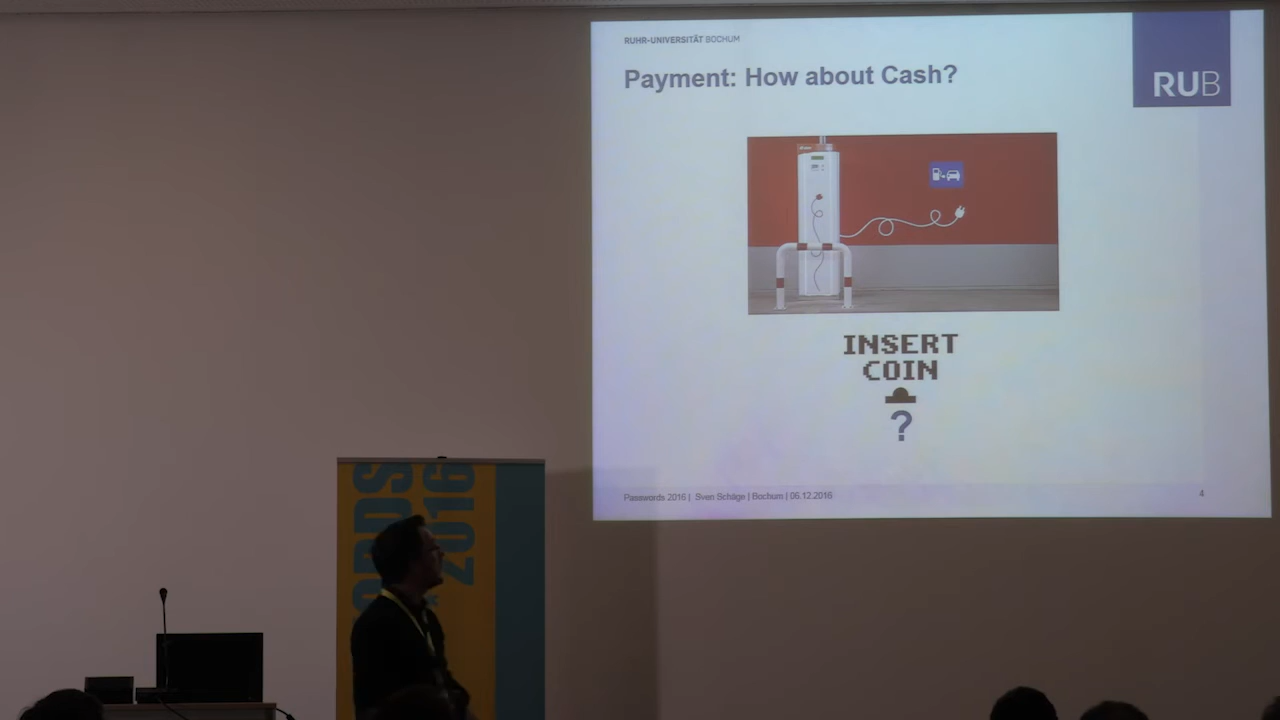 RUHR-UNIVERSITÄT BOCHUM
RUB
Payment: How about Cash?
INSERT
COIN
?
Passwords 2016 | Sven Schäge | Bochum | 06.12.2016
4
2016